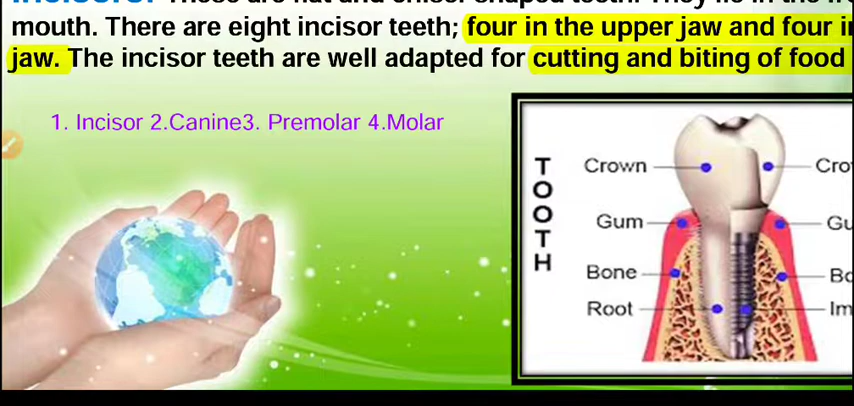 mouth. There are eight incisor teeth; four in the upper jaw and four
jaw. The incisor teeth are well adapted for cutting and biting of food
1. Incisor 2.Canine3. Premolar 4.Molar
TOOTH
Crown
Gum
Bone
Root